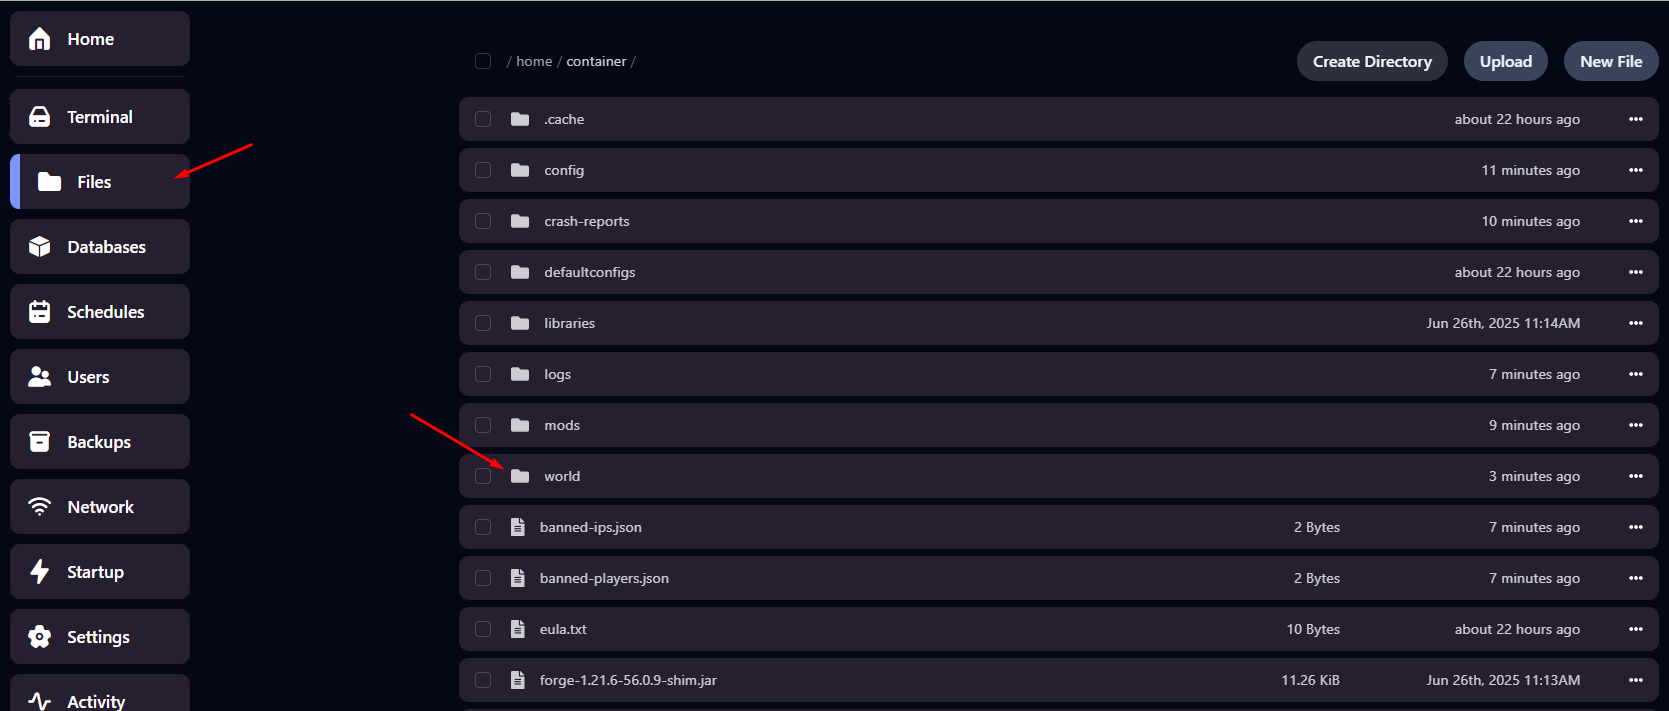 Home
Terminal
Files
Databases
Schedules
Users
Backups
Network
Startup
Settings
Activity
/ home / container /
Create Directory
Upload
New File
.cache about 22 hours ago
config 11 minutes ago
crash-reports 10 minutes ago
defaultconfigs about 22 hours ago
libraries Jun 26th, 2025 11:14AM
logs 7 minutes ago
mods 9 minutes ago
world 3 minutes ago
banned-ips.json 2 Bytes 7 minutes ago
banned-players.json 2 Bytes 7 minutes ago
eula.txt 10 Bytes about 22 hours ago
forge-1.21.6-56.0.9-shim.jar 11.26 KiB Jun 26th, 2025 11:13AM